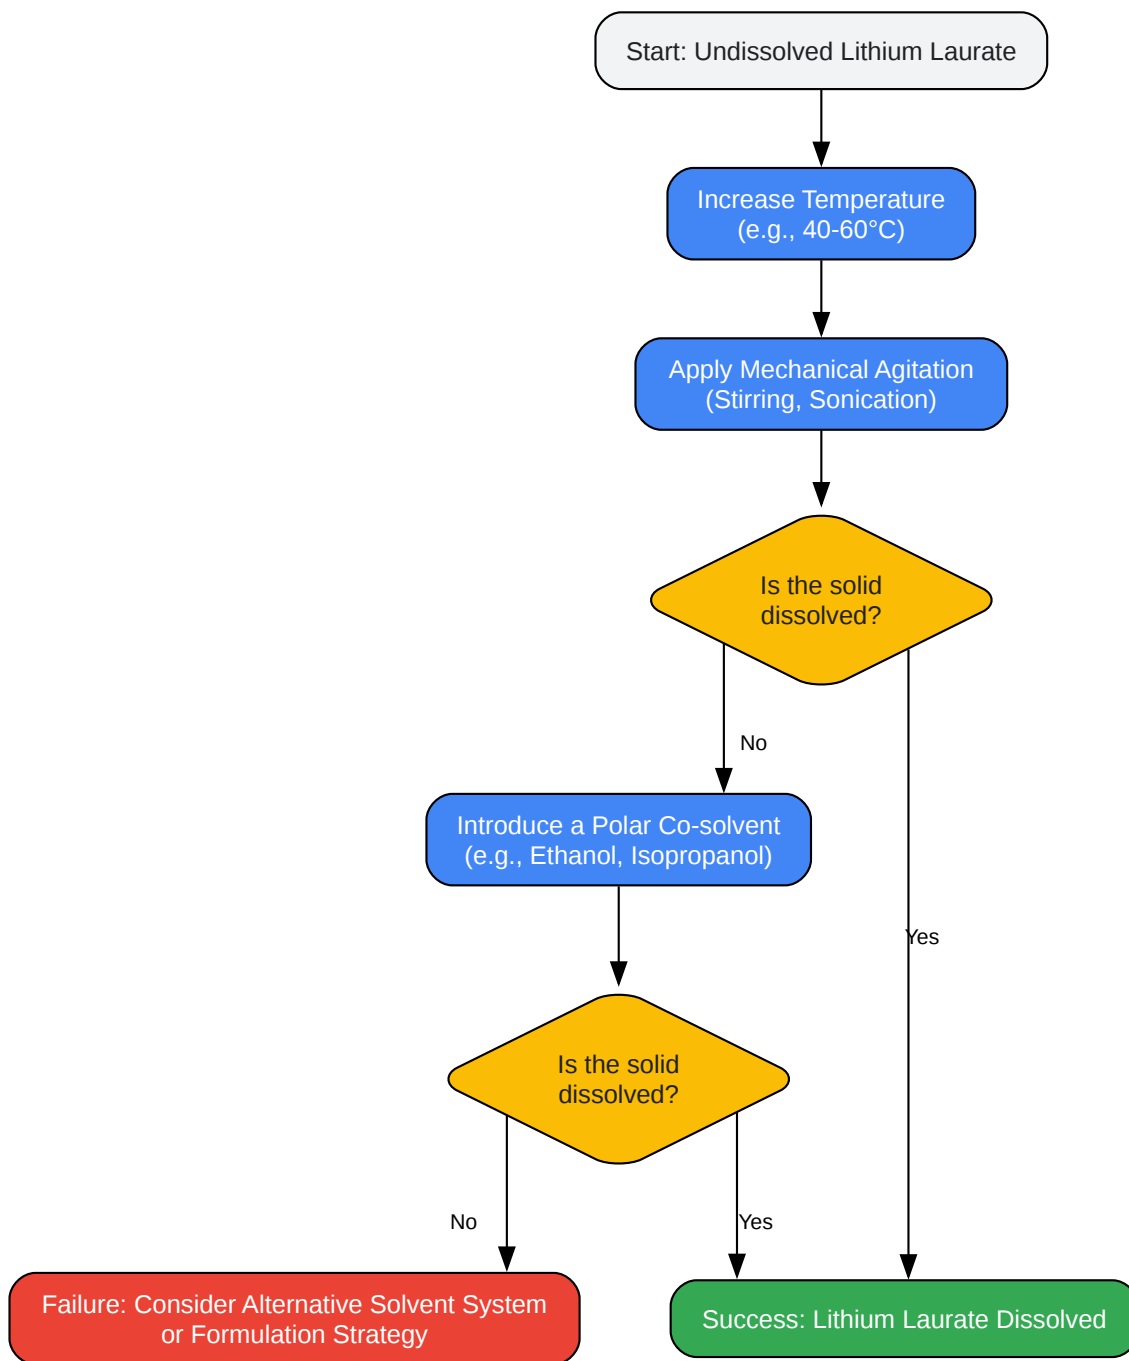 Start: Undissolved Lithium Laurate
Increase Temperature
(e.g., 40-60°C)
Apply Mechanical Agitation
(Stirring, Sonication)
Is the solid
dissolved?
No
Introduce a Polar Co-solvent
(e.g., Ethanol, Isopropanol)
Yes
Is the solid
dissolved?
No
Yes
Failure: Consider Alternative Solvent System
or Formulation Strategy
Success: Lithium Laurate Dissolved